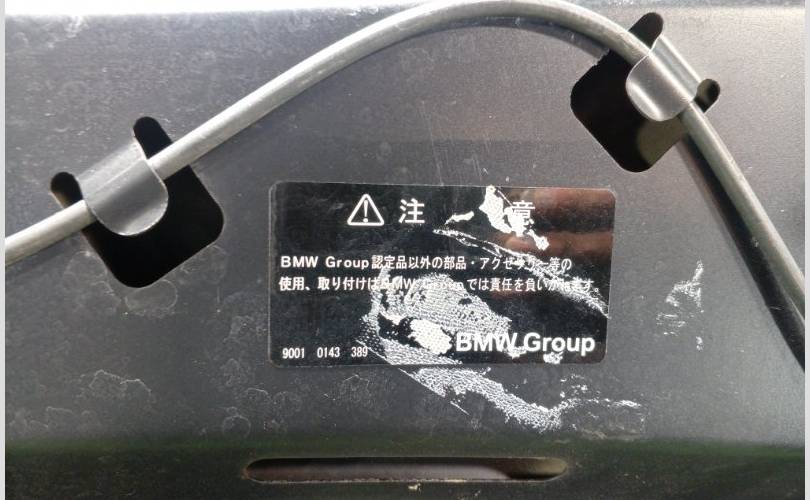 注 意
BMW Group認定品以外の部品・アクセサリー等の
使用、取り付けはBMW Groupでは責任を負いかねます。
9001 0143 389
BMW Group